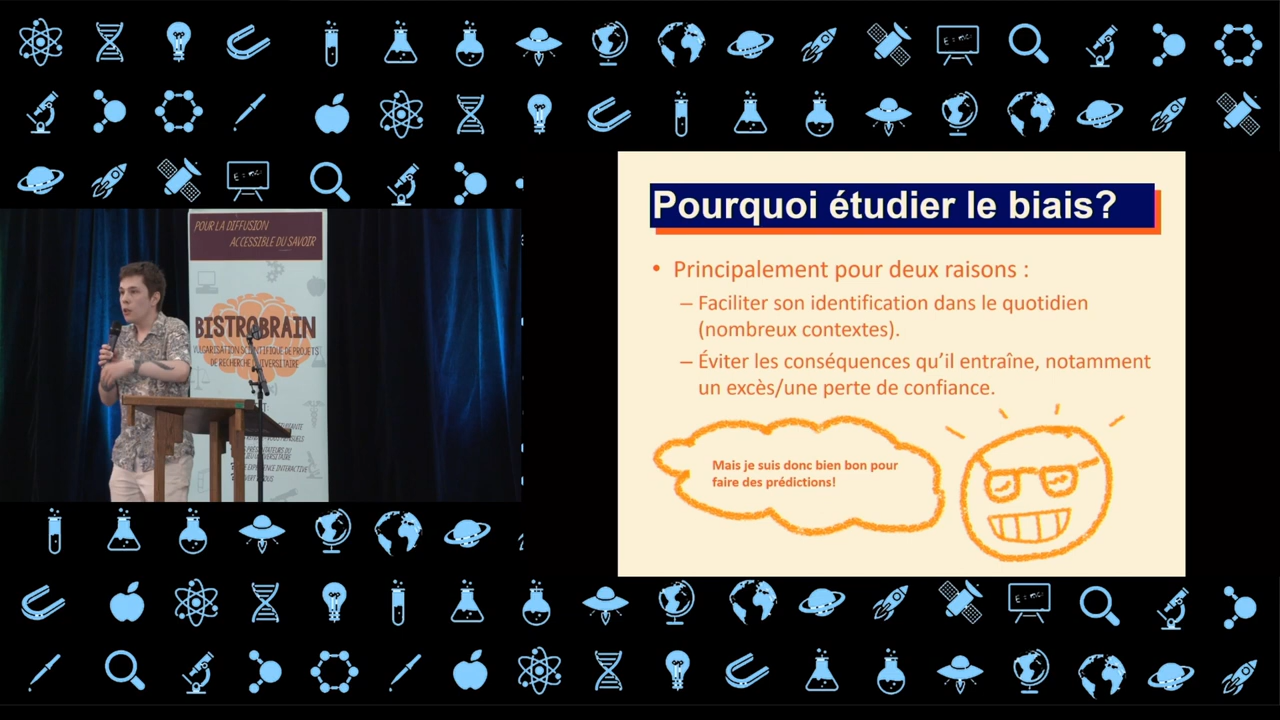 POUR LA DIFFUSION
ACCESSIBLE DU SAVOIR
BISTROBRAIN
VULGARISATION SCIENTIFIQUE DE PROJETS
DE RECHERCHE UNIVERSITAIRE
Pourquoi étudier le biais?
• Principalement pour deux raisons :
– Faciliter son identification dans le quotidien
(nombreux contextes).
– Éviter les conséquences qu’il entraîne, notamment
un excès/une perte de confiance.
Mais je suis donc bien bon pour
faire des prédictions!